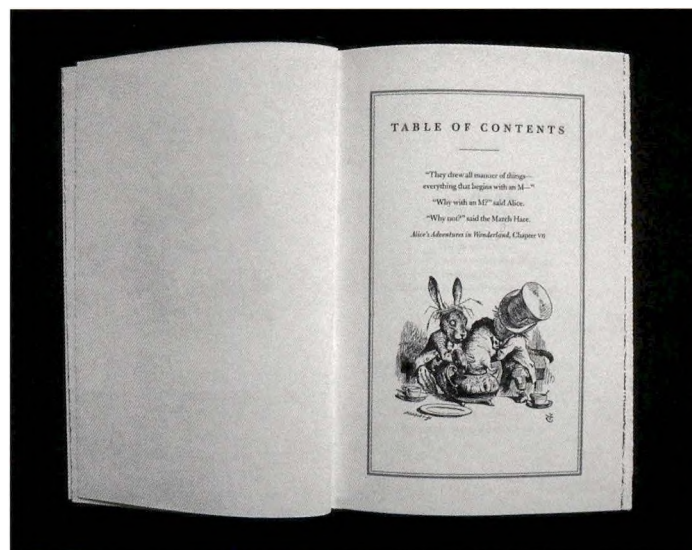 TABLE OF CONTENTS
"They drew all manner of things—
everything that begins with an M—"
"Why with an M?" said Alice.
"Why not?" said the March Hare.
Alice's Adventures in Wonderland, Chapter VII